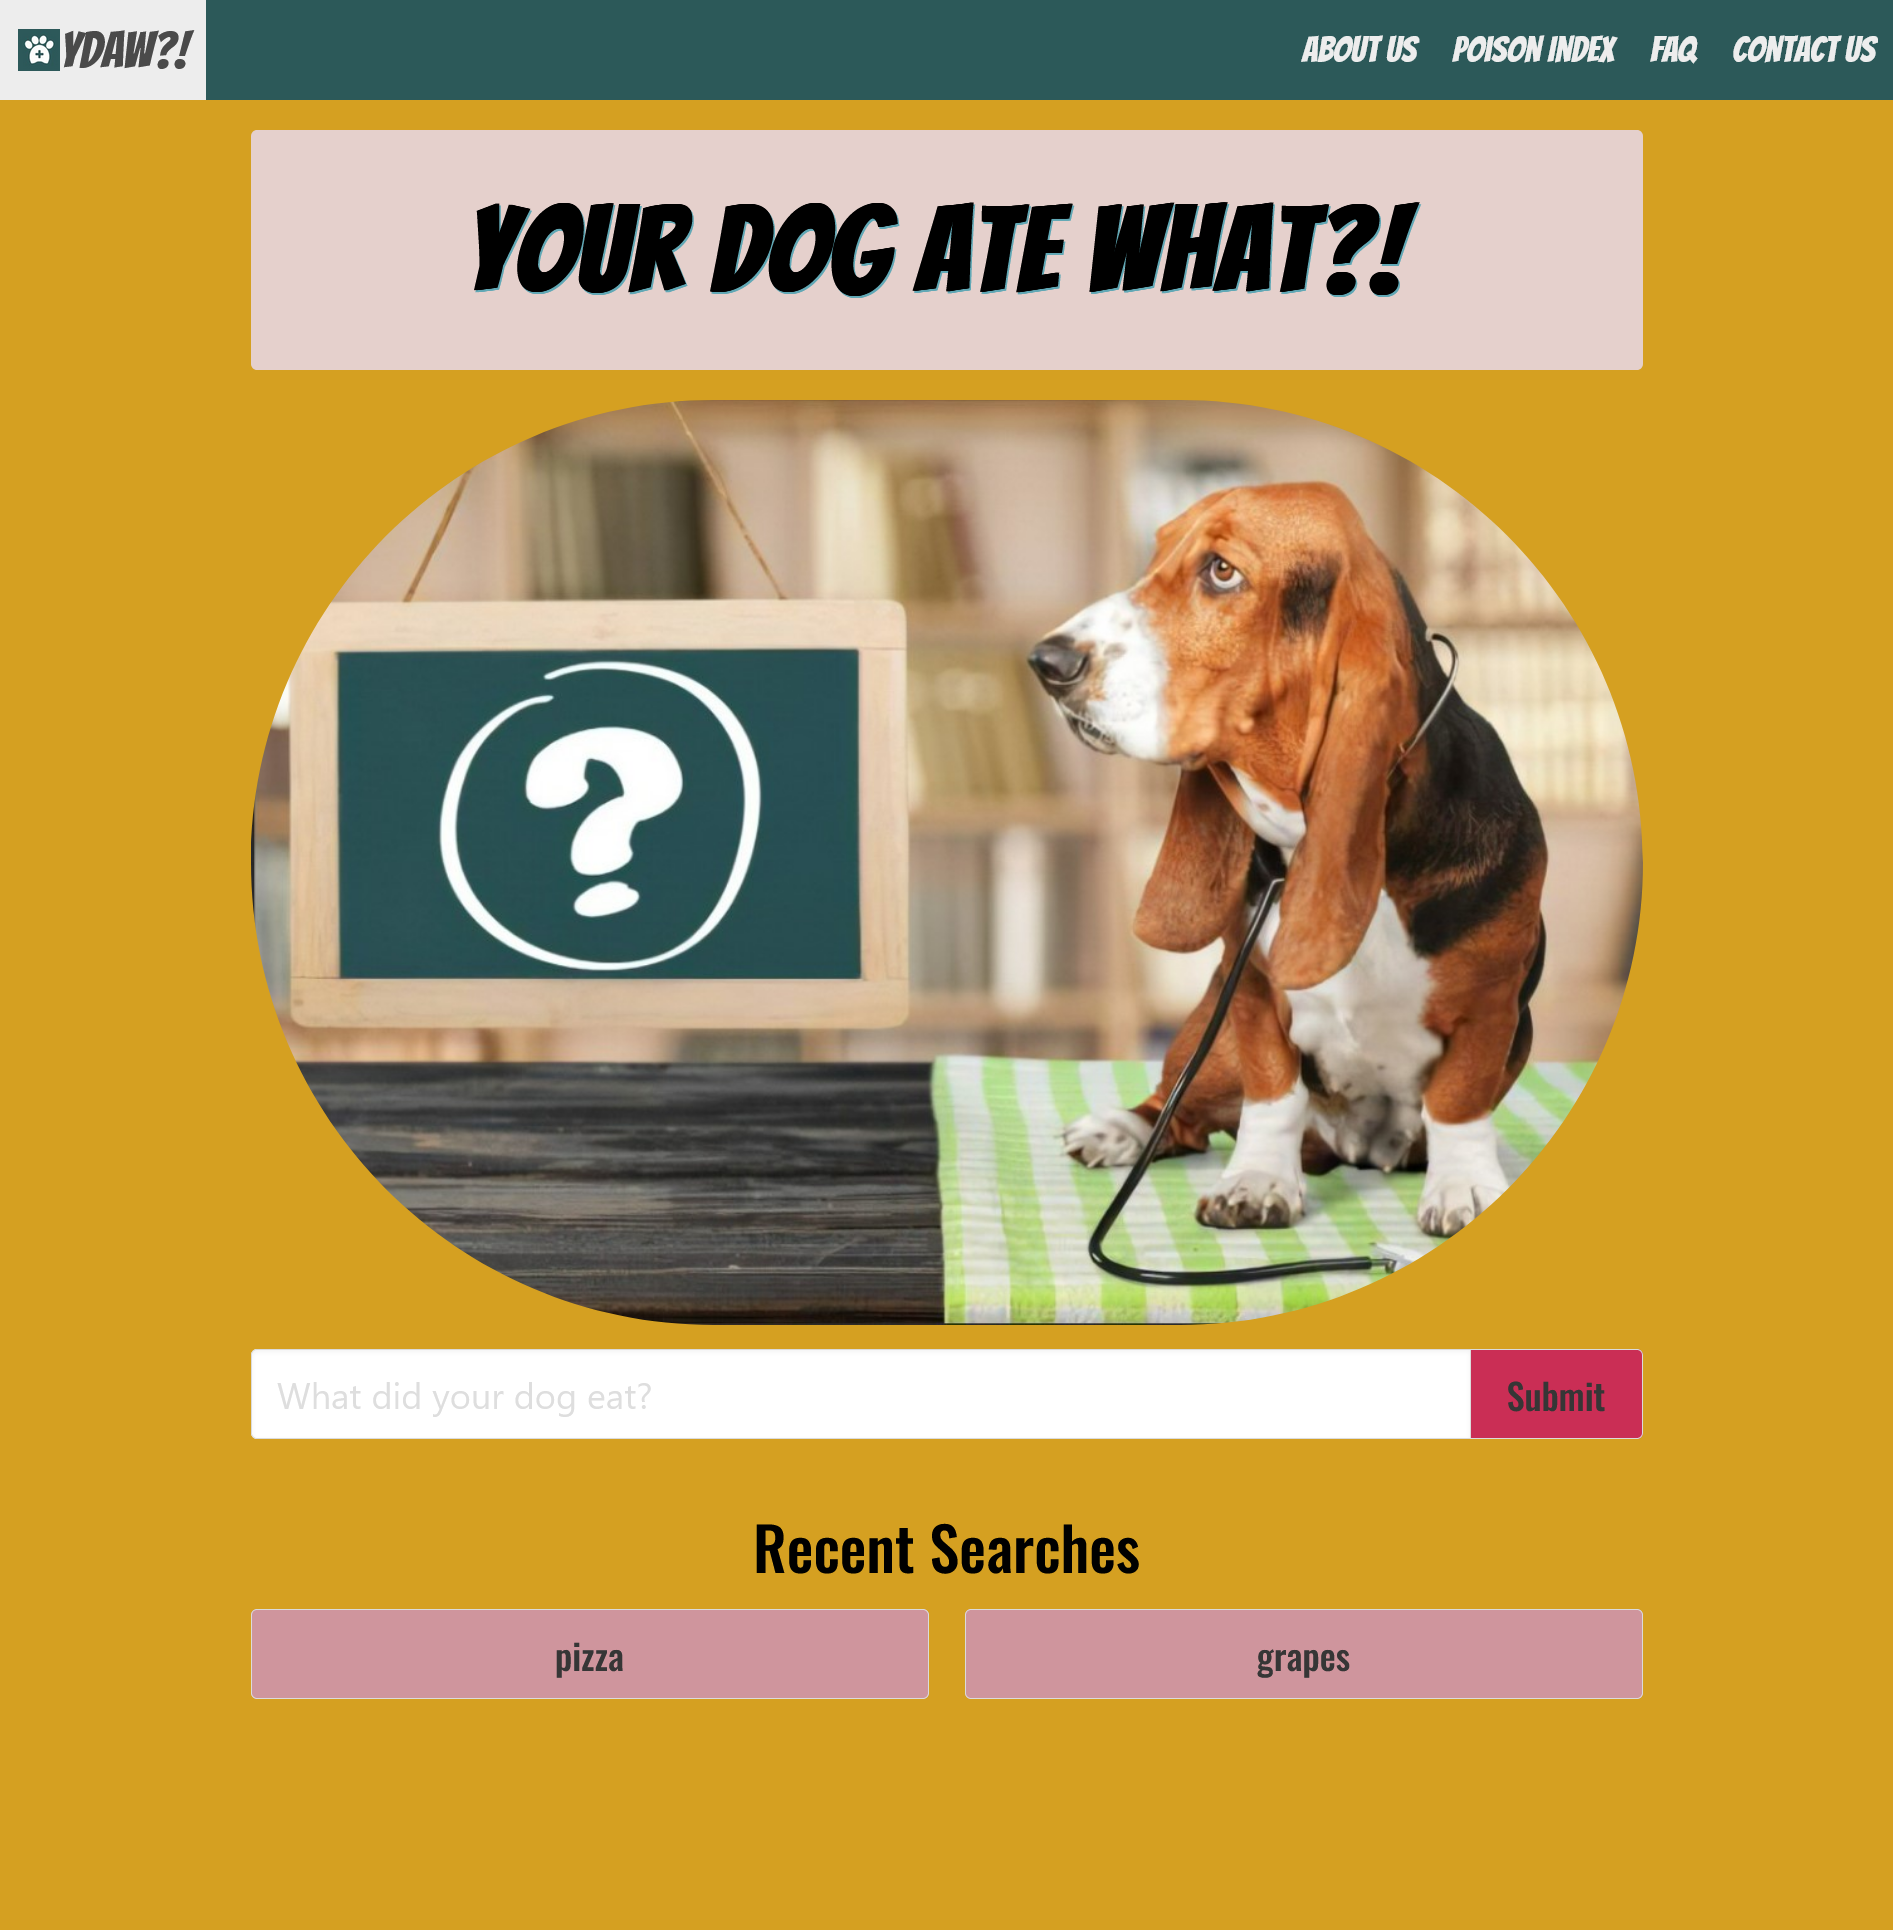 YDAW?!
ABOUT US POISON INDEX FAQ CONTACT US
YOUR DOG ATE WHAT?!
?
What did your dog eat?
Submit
Recent Searches
pizza
grapes